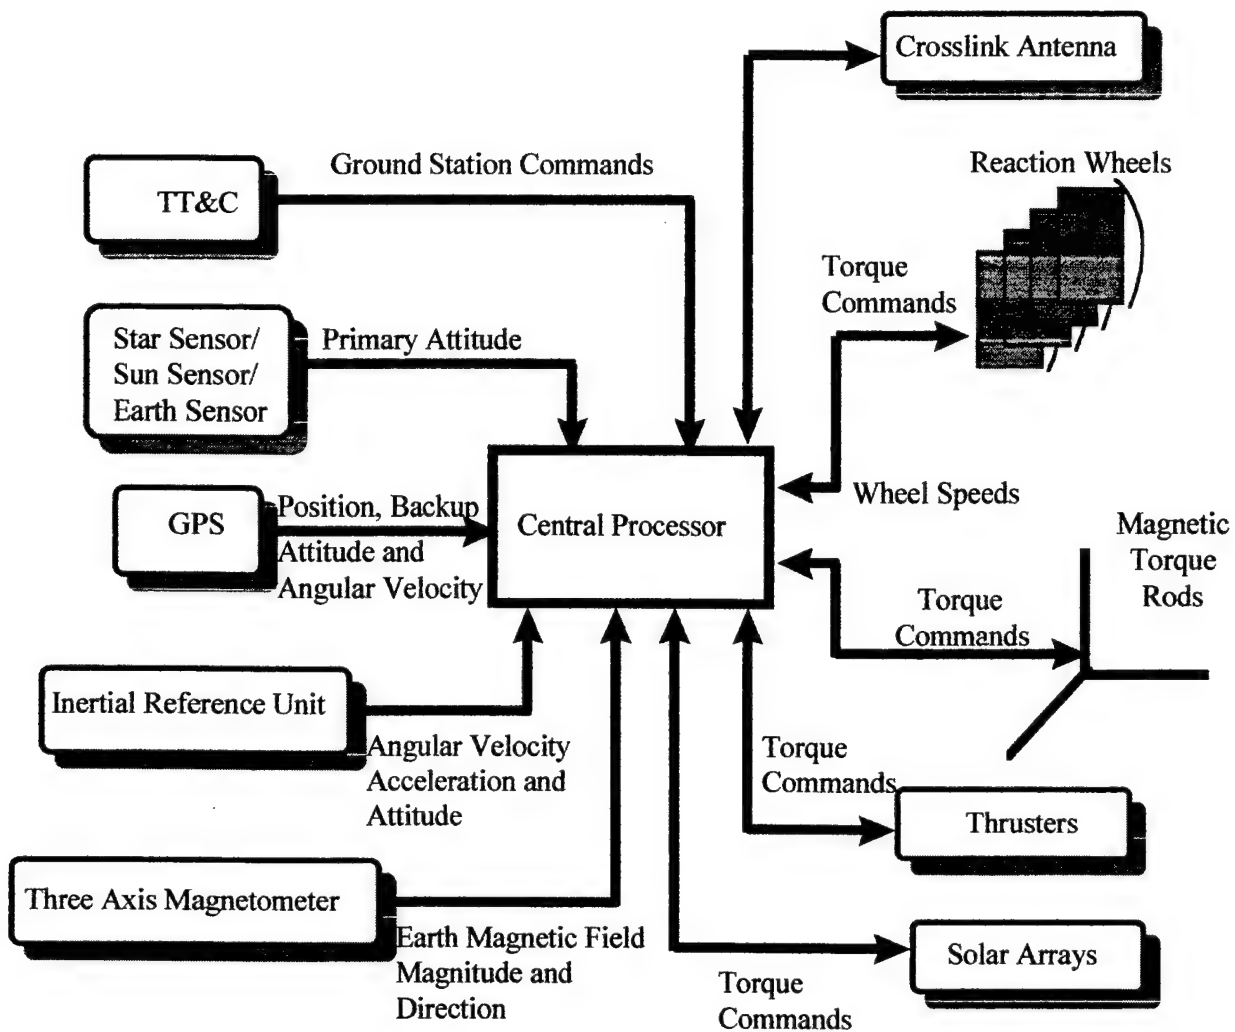 Crosslink Antenna
Ground Station Commands
Reaction Wheels
TT&C
Torque
Commands
Star Sensor/
Sun Sensor/
Earth Sensor
Primary Attitude
Wheel Speeds
GPS
Position, Backup
Attitude and
Angular Velocity
Central Processor
Magnetic
Torque
Rods
Torque
Commands
Inertial Reference Unit
Angular Velocity
Acceleration and
Attitude
Torque
Commands
Thrusters
Three Axis Magnetometer
Earth Magnetic Field
Magnitude and
Direction
Solar Arrays
Torque
Commands